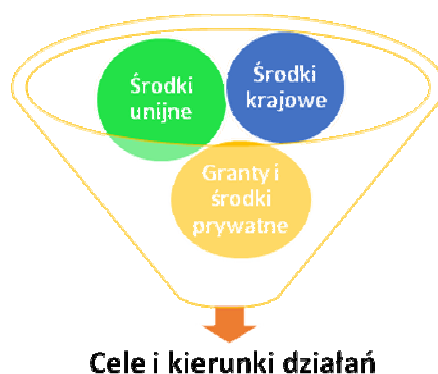 Środki
unijne
Środki
krajowe
Granty i
środki
prywatne
Cele i kierunki działań